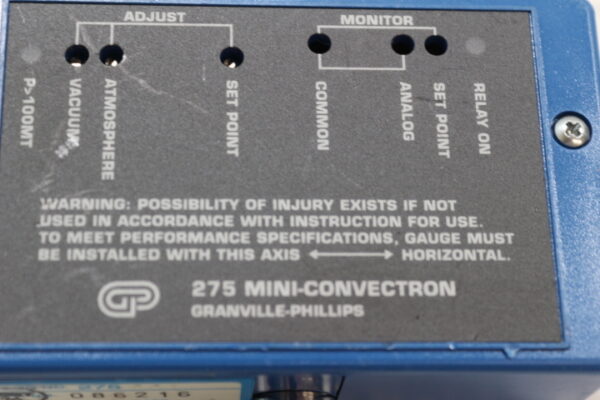 ADJUST
MONITOR
P>100MT
VACUUM
ATMOSPHERE
SET POINT
COMMON
ANALOG
SET POINT
RELAY ON
WARNING: POSSIBILITY OF INJURY EXISTS IF NOT
USED IN ACCORDANCE WITH INSTRUCTION FOR USE.
TO MEET PERFORMANCE SPECIFICATIONS, GAUGE MUST
BE INSTALLED WITH THIS AXIS ⟷ HORIZONTAL.
GP
275 MINI-CONVECTRON
GRANVILLE-PHILLIPS
275
086216